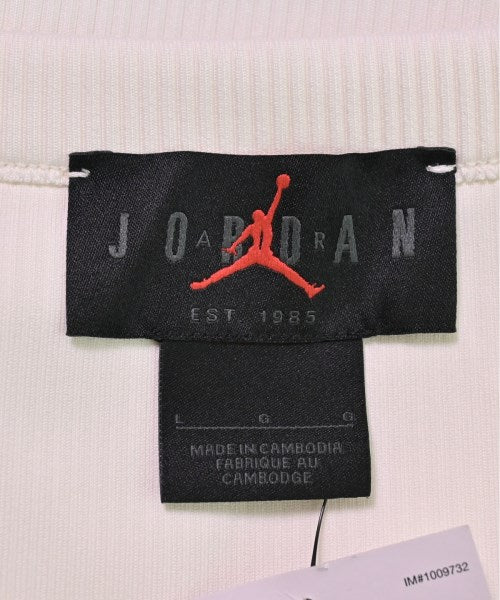 JORDAN
AIR
EST. 1985
L G G
MADE IN CAMBODIA
FABRIQUE AU
CAMBODGE
IM#1009732